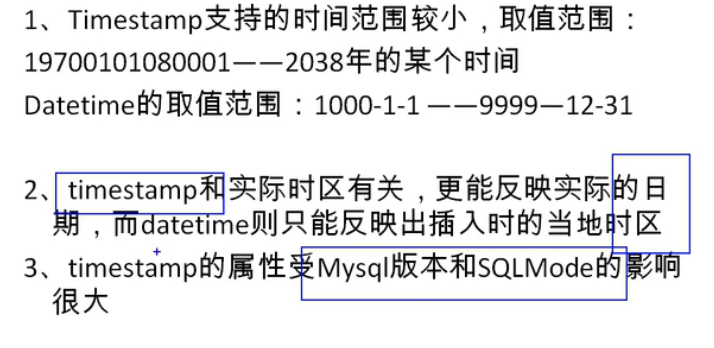 1、Timestamp支持的时间范围较小，取值范围：
19700101080001——2038年的某个时间
Datetime的取值范围：1000-1-1 ——9999—12-31
2、timestamp和实际时区有关，更能反映实际的日
期，而datetime则只能反映出插入时的当地时区
3、timestamp的属性受Mysql版本和SQLMode的影响
很大